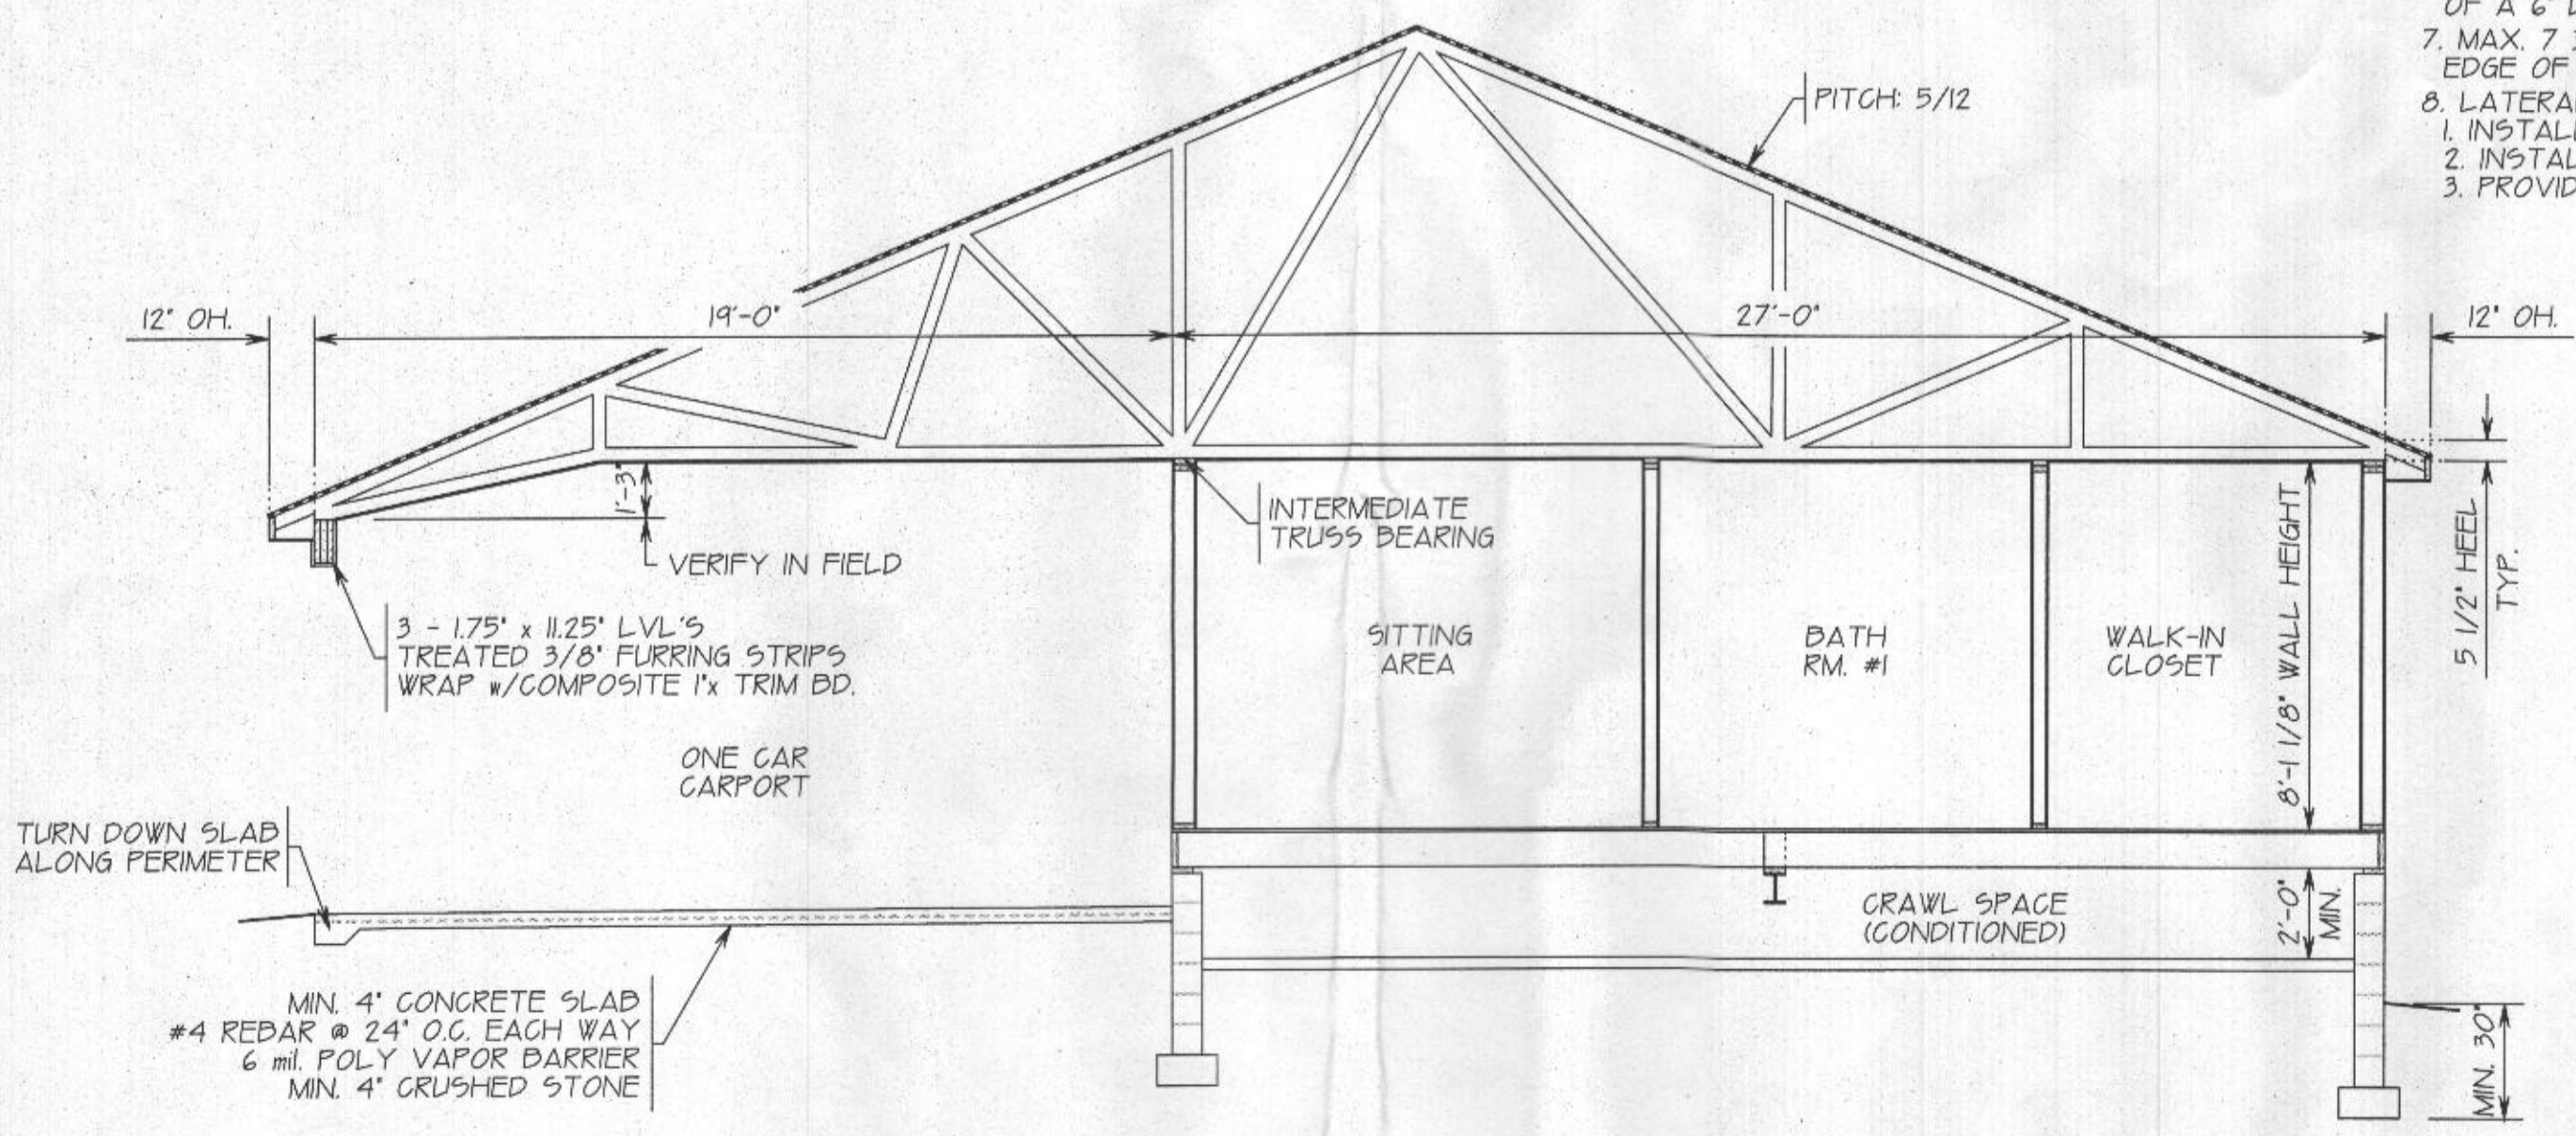 OF A 6"
7. MAX. 7
EDGE OF
8.
1.
2.
3.
PITCH: 5/12
12" OH.
19'-0"
27'-0"
12" OH.
1'-3"
VERIFY IN FIELD
INTERMEDIATE
TRUSS BEARING
3 - 1.75" x 11.25" LVL'S
TREATED 3/8" FURRING STRIPS
WRAP w/COMPOSITE 1"x TRIM BD.
SITTING
AREA
BATH
RM. #1
WALK-IN
CLOSET
8'-1 1/8" WALL HEIGHT
5 1/2" HEEL
TYP.
ONE CAR
CARPORT
TURN DOWN SLAB
ALONG PERIMETER
CRAWL SPACE
(CONDITIONED)
2'-0"
MIN.
MIN. 4" CONCRETE SLAB
#4 REBAR @ 24" O.C. EACH WAY
6 mil. POLY VAPOR BARRIER
MIN. 4" CRUSHED STONE
MIN. 30"